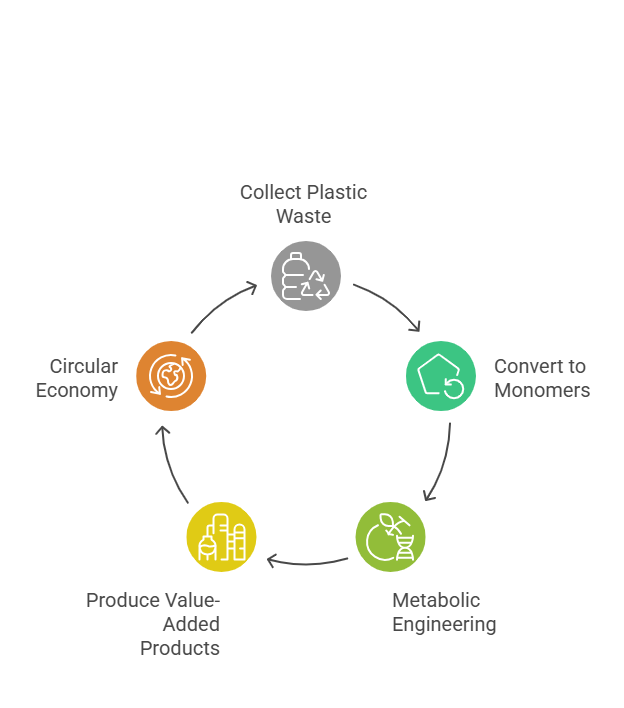 Collect Plastic
Waste
Convert to
Monomers
Metabolic
Engineering
Produce Value-
Added
Products
Circular
Economy